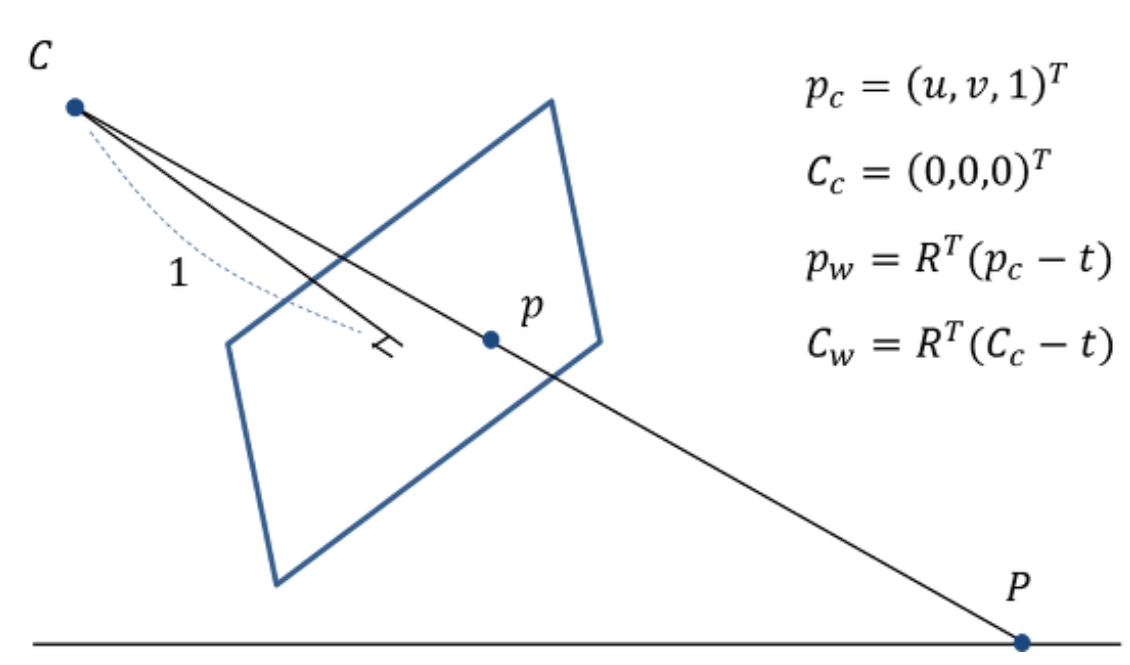 C
p_c = (u, v, 1)^T
C_c = (0,0,0)^T
p_w = R^T(p_c − t)
1
p
C_w = R^T(C_c − t)
P